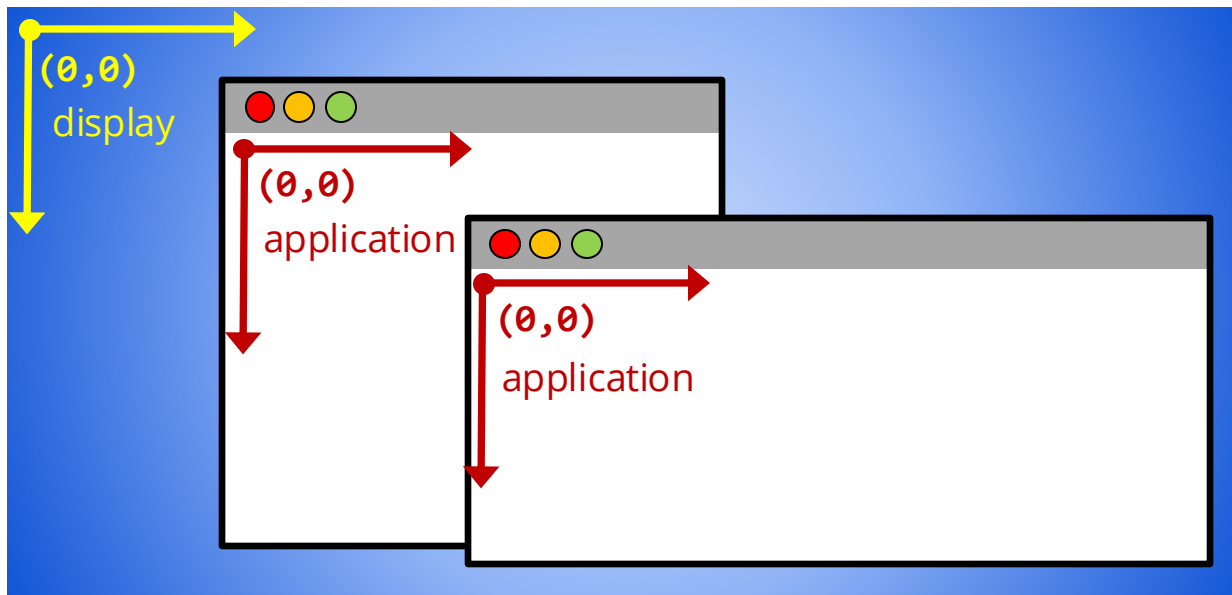 (0,0)
display
(0,0)
application
(0,0)
application